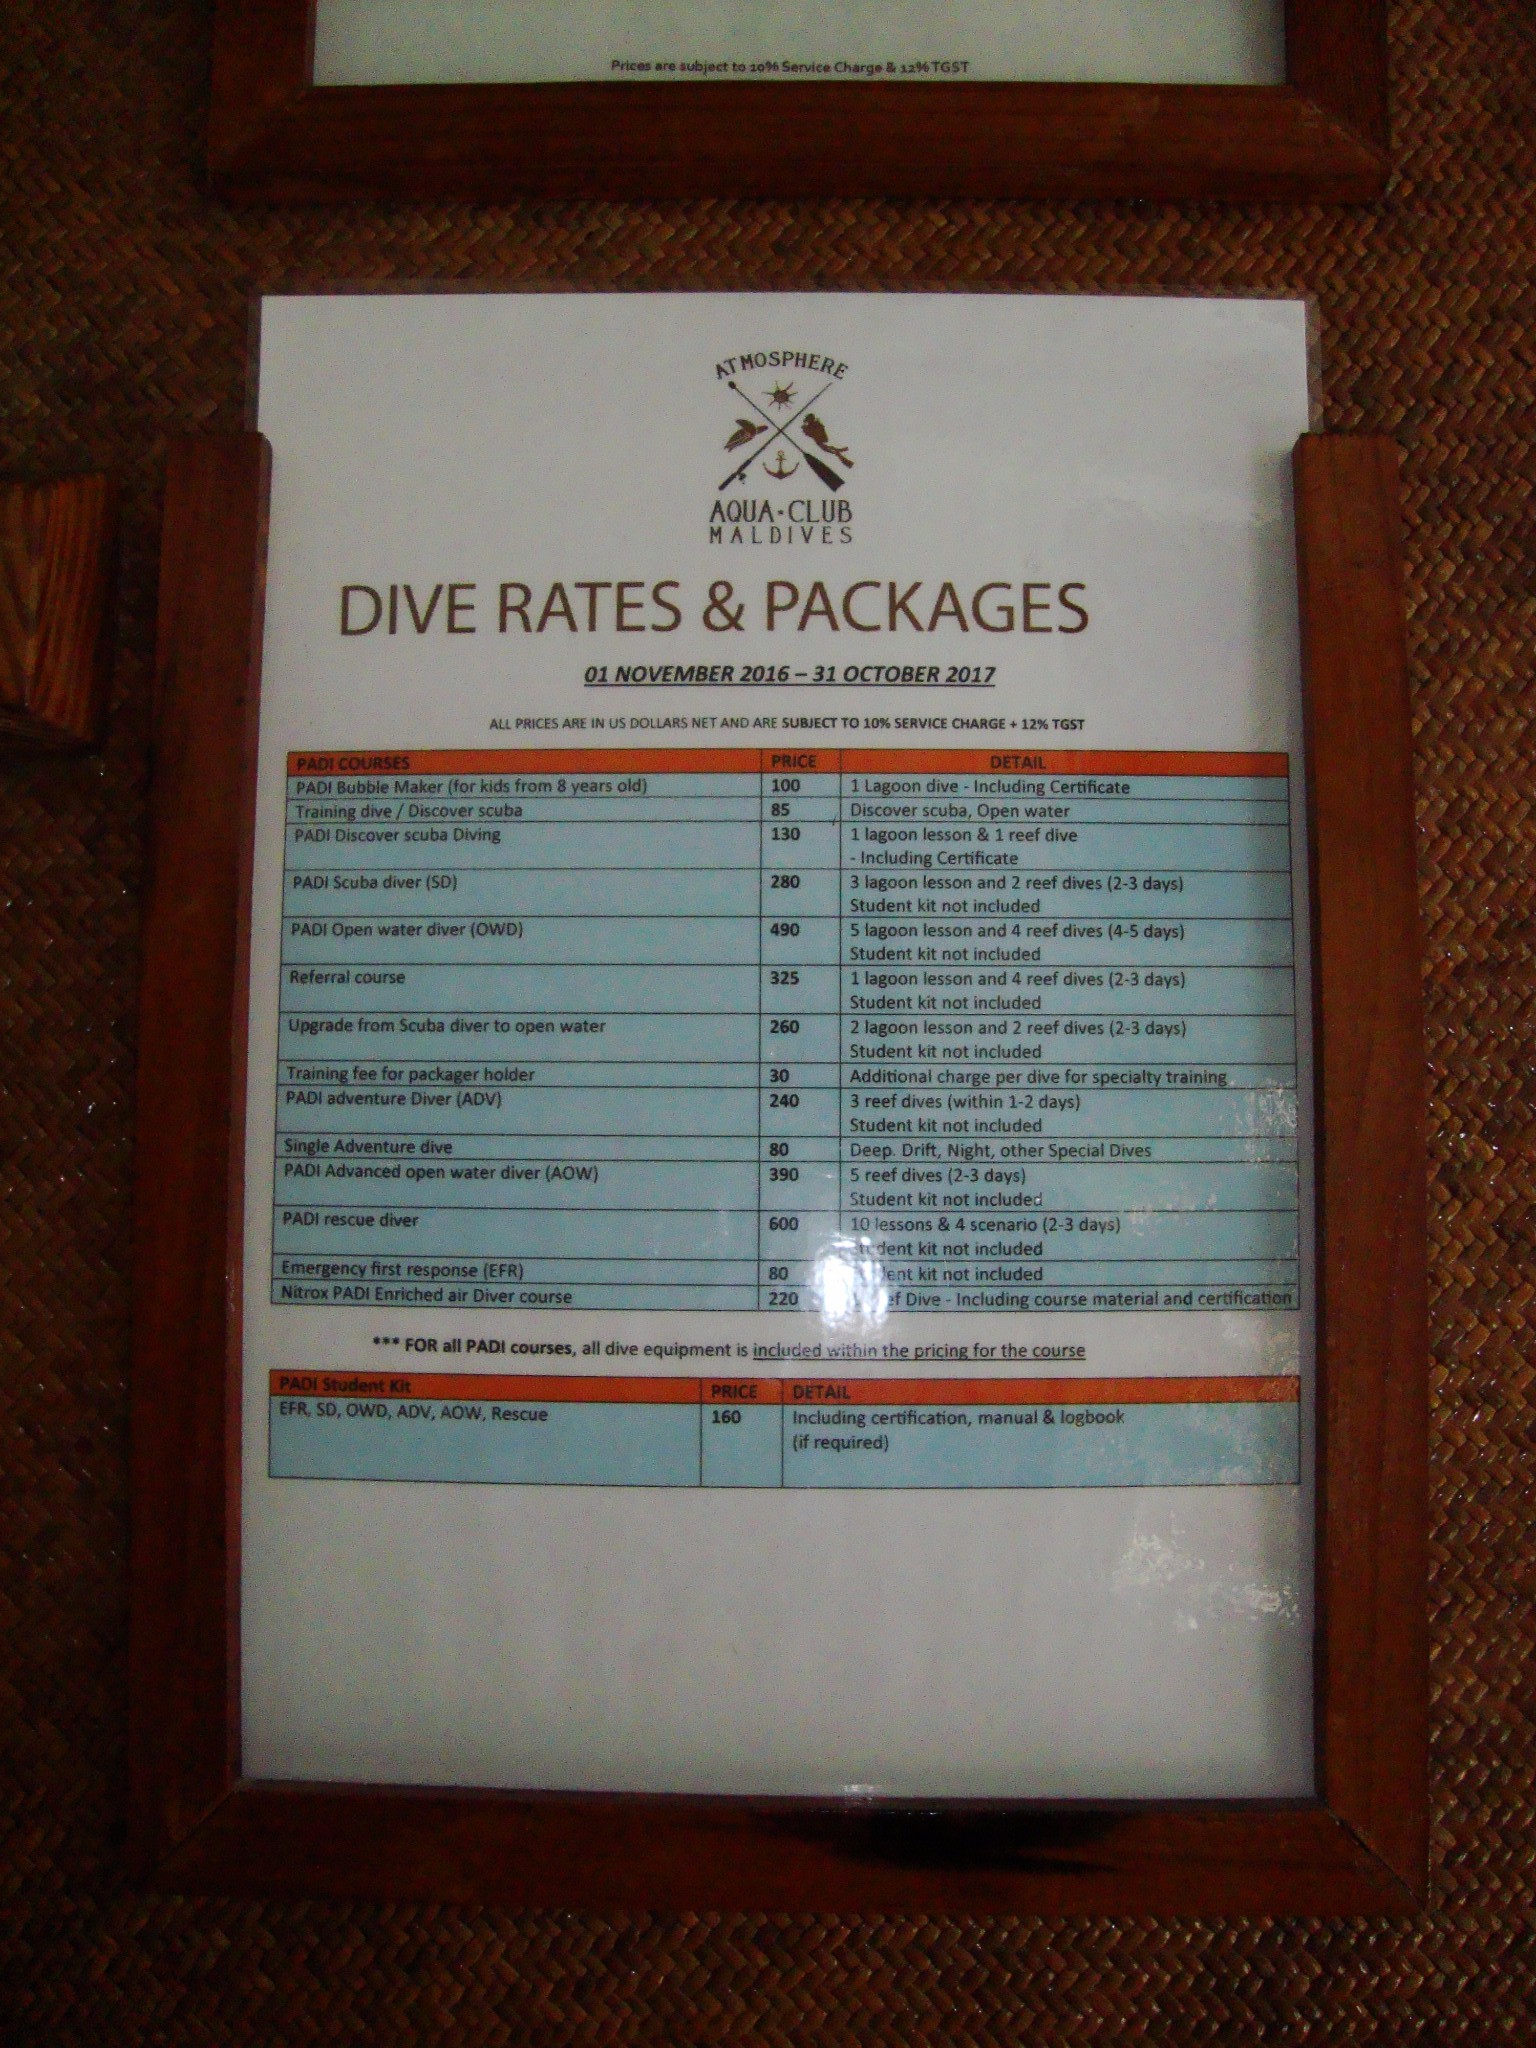 Prices are subject to 10% Service Charge & 12% TGST
ATMOSPHERE
AQUA·CLUB
MALDIVES
DIVE RATES & PACKAGES
01 NOVEMBER 2016 – 31 OCTOBER 2017
ALL PRICES ARE IN US DOLLARS NET AND ARE SUBJECT TO 10% SERVICE CHARGE + 12% TGST
PADI COURSES PRICE DETAIL
PADI Bubble Maker (for kids from 8 years old) 100 1 Lagoon dive - Including Certificate
Training dive / Discover scuba 85 Discover scuba, Open water
PADI Discover scuba Diving 130 1 lagoon lesson & 1 reef dive
- Including Certificate
PADI Scuba diver (SD) 280 3 lagoon lesson and 2 reef dives (2-3 days)
Student kit not included
PADI Open water diver (OWD) 490 5 lagoon lesson and 4 reef dives (4-5 days)
Student kit not included
Referral course 325 1 lagoon lesson and 4 reef dives (2-3 days)
Student kit not included
Upgrade from Scuba diver to open water 260 2 lagoon lesson and 2 reef dives (2-3 days)
Student kit not included
Training fee for packager holder 30 Additional charge per dive for specialty training
PADI adventure Diver (ADV) 240 3 reef dives (within 1-2 days)
Student kit not included
Single Adventure dive 80 Deep. Drift, Night, other Special Dives
PADI Advanced open water diver (AOW) 390 5 reef dives (2-3 days)
Student kit not included
PADI rescue diver 600 10 lessons & 4 scenario (2-3 days)
Student kit not included
Emergency first response (EFR) 80 kit not included
Nitrox PADI Enriched air Diver course 220 Dive - Including course material and certification
*** FOR all PADI courses, all dive equipment is included within the pricing for the course
PADI Student Kit PRICE DETAIL
EFR, SD, OWD, ADV, AOW, Rescue 160 Including certification, manual & logbook
(if required)